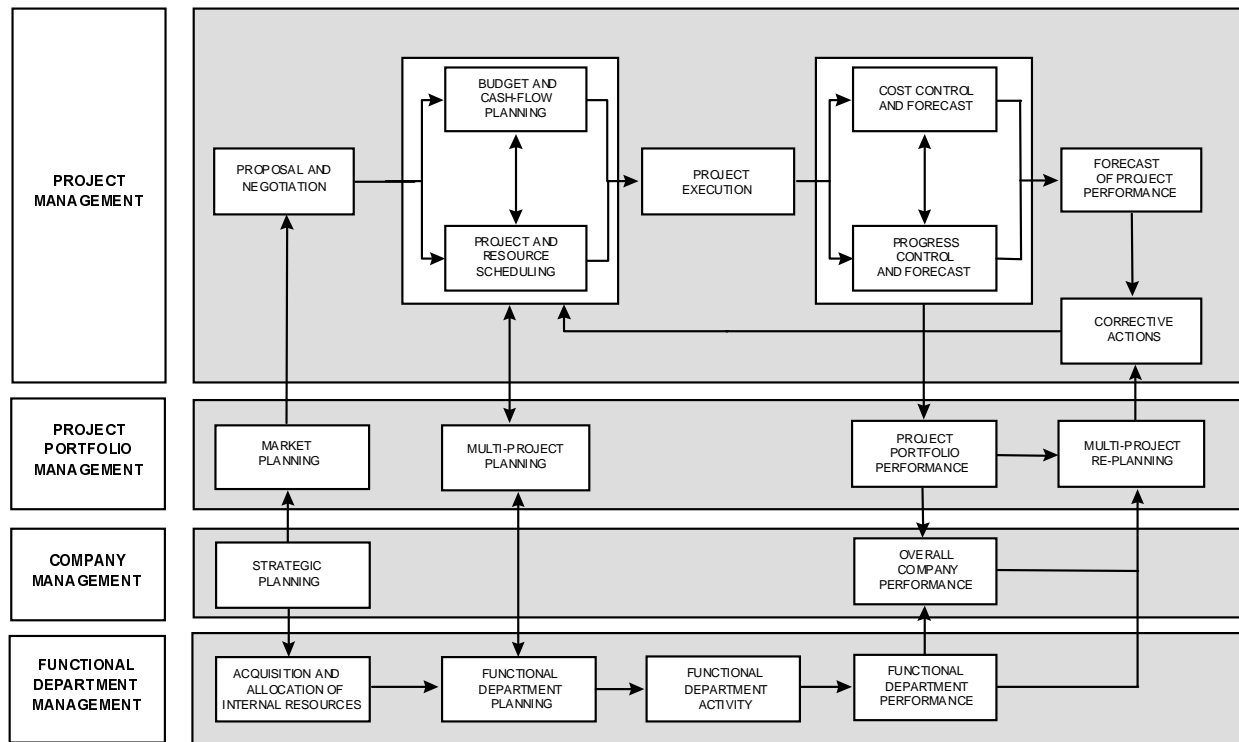 PROJECT
MANAGEMENT
BUDGET AND
CASH-FLOW
PLANNING
COST CONTROL
AND FORECAST
PROPOSAL AND
NEGOTIATION
PROJECT
EXECUTION
FORECAST
OF PROJECT
PERFORMANCE
PROJECT AND
RESOURCE
SCHEDULING
PROGRESS
CONTROL
AND FORECAST
CORRECTIVE
ACTIONS
PROJECT
PORTFOLIO
MANAGEMENT
MARKET
PLANNING
MULTI-PROJECT
PLANNING
PROJECT
PORTFOLIO
PERFORMANCE
MULTI-PROJECT
RE-PLANNING
COMPANY
MANAGEMENT
STRATEGIC
PLANNING
OVERALL
COMPANY
PERFORMANCE
FUNCTIONAL
DEPARTMENT
MANAGEMENT
ACQUISITION AND
ALLOCATION OF
INTERNAL RESOURCES
FUNCTIONAL
DEPARTMENT
PLANNING
FUNCTIONAL
DEPARTMENT
ACTIVITY
FUNCTIONAL
DEPARTMENT
PERFORMANCE